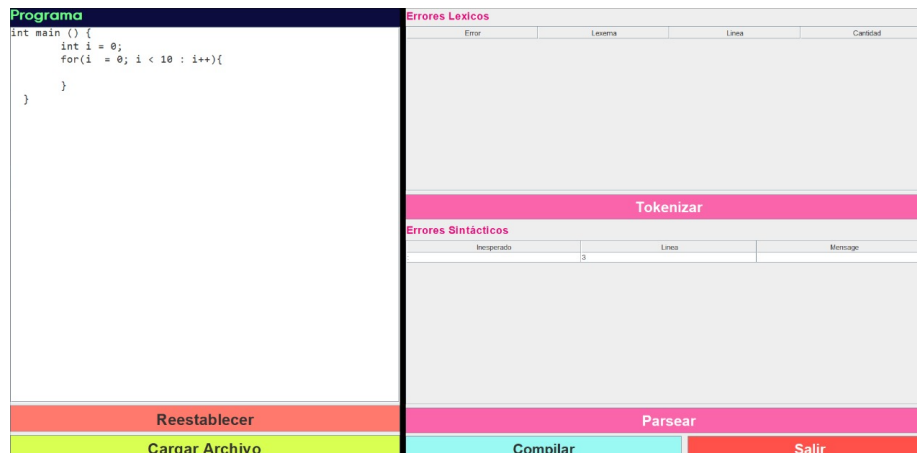 Programa
int main () {
int i = 0;
for(i = 0; i < 10 : i++){
}
}
Reestablecer
Cargar Archivo
Errores Lexicos
Error Lexema Linea Cantidad
Tokenizar
Errores Sintácticos
Inesperado Linea Mensage
: 3
Parsear
Compilar Salir